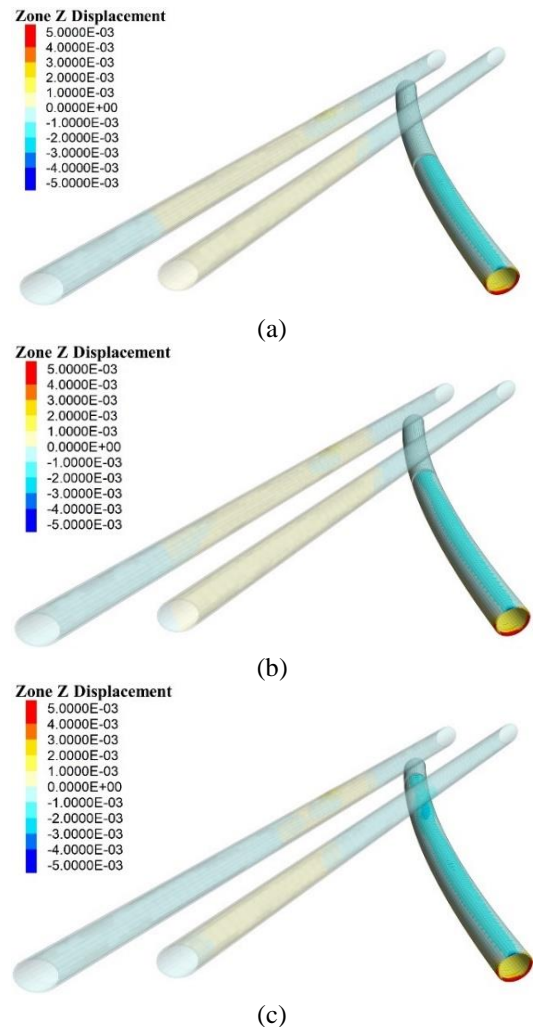 Zone Z Displacement
5.0000E-03
4.0000E-03
3.0000E-03
2.0000E-03
1.0000E-03
0.0000E+00
-1.0000E-03
-2.0000E-03
-3.0000E-03
-4.0000E-03
-5.0000E-03
(a)
Zone Z Displacement
5.0000E-03
4.0000E-03
3.0000E-03
2.0000E-03
1.0000E-03
0.0000E+00
-1.0000E-03
-2.0000E-03
-3.0000E-03
-4.0000E-03
-5.0000E-03
(b)
Zone Z Displacement
5.0000E-03
4.0000E-03
3.0000E-03
2.0000E-03
1.0000E-03
0.0000E+00
-1.0000E-03
-2.0000E-03
-3.0000E-03
-4.0000E-03
-5.0000E-03
(c)